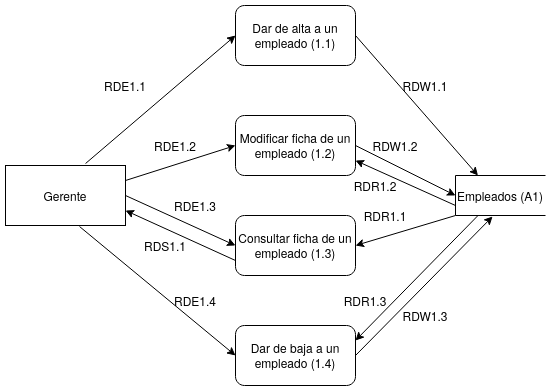 Dar de alta a un
empleado (1.1)
RDE1.1
RDW1.1
Modificar ficha de un
empleado (1.2)
RDE1.2
RDW1.2
RDR1.2
Gerente
Empleados (A1)
RDE1.3
RDR1.1
Consultar ficha de un
empleado (1.3)
RDS1.1
RDE1.4
RDR1.3
RDW1.3
Dar de baja a un
empleado (1.4)